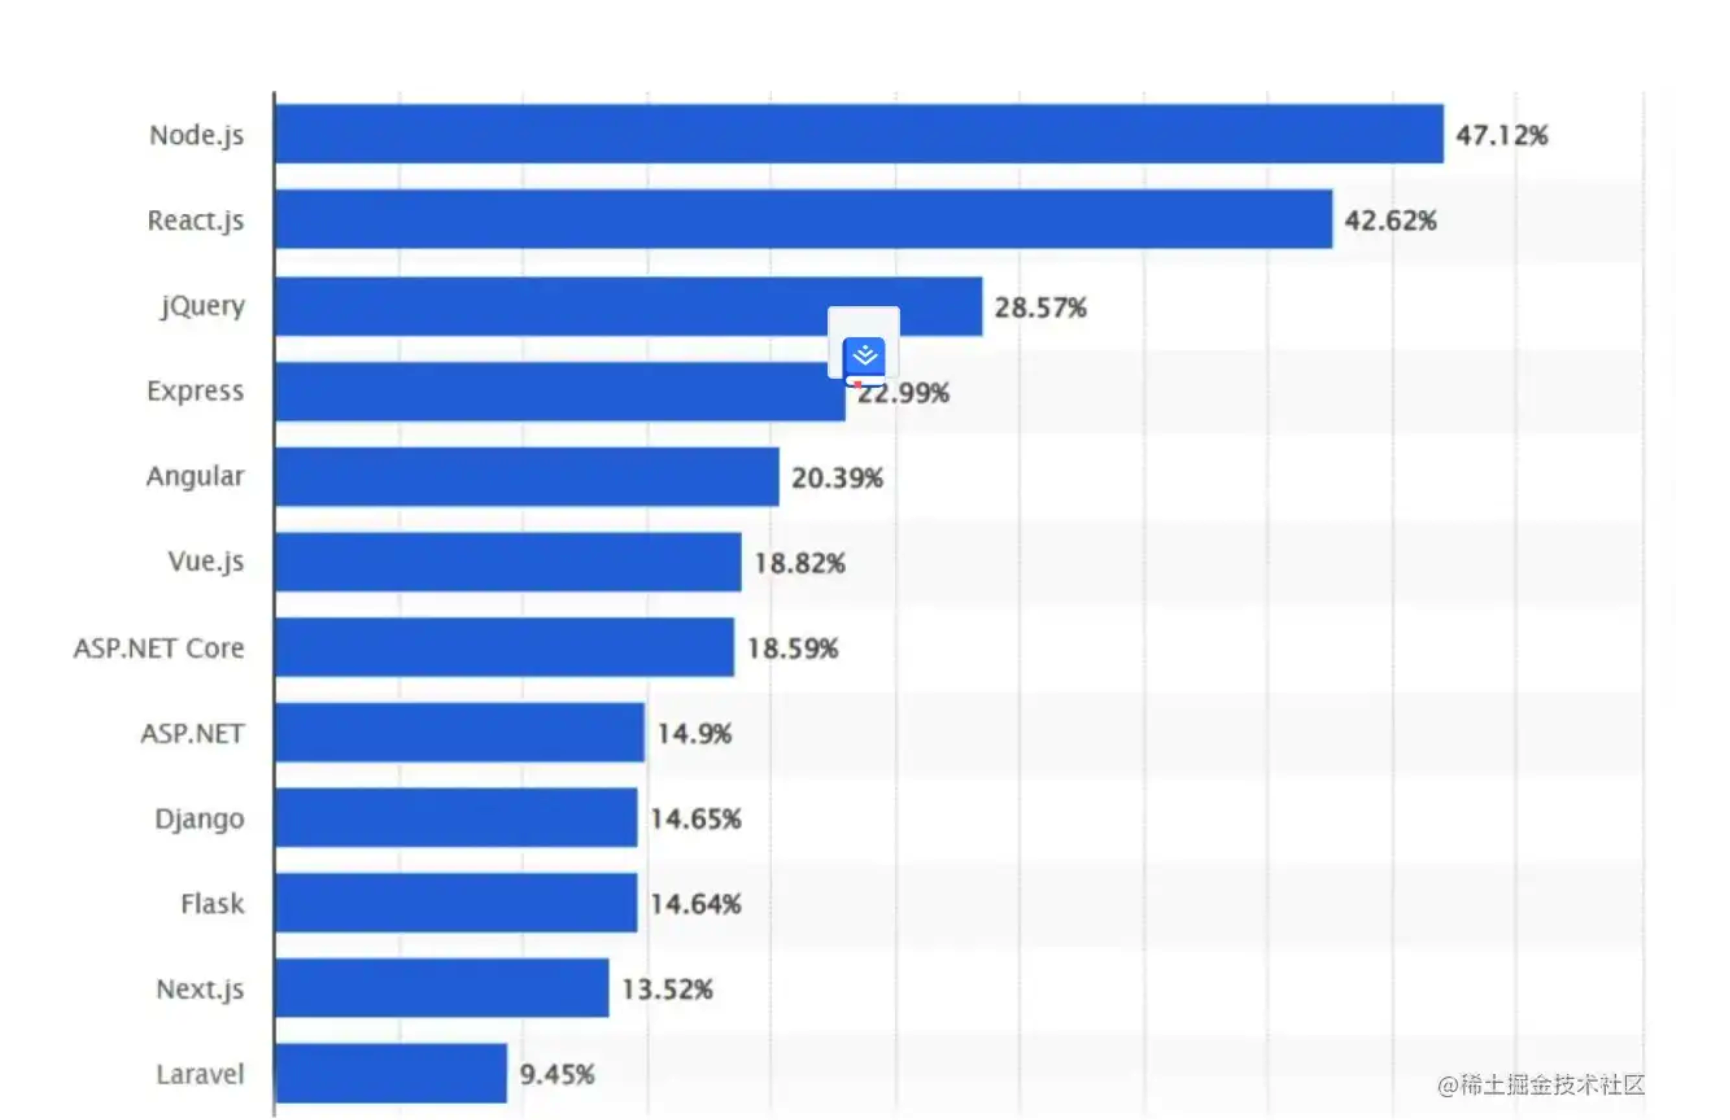 Node.js 47.12%
React.js 42.62%
jQuery 28.57%
Express 22.99%
Angular 20.39%
Vue.js 18.82%
ASP.NET Core 18.59%
ASP.NET 14.9%
Django 14.65%
Flask 14.64%
Next.js 13.52%
Laravel 9.45%
@稀土掘金技术社区